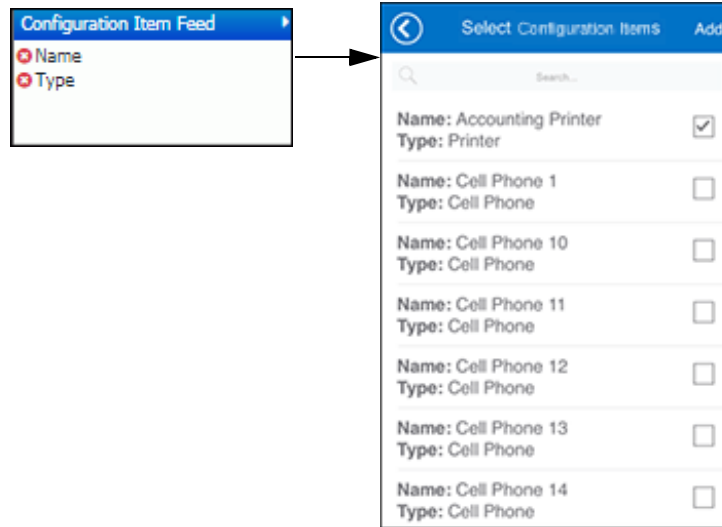 Configuration Item Feed
Name
Type
Select Configuration Items Add
Search...
Name: Accounting Printer
Type: Printer
Name: Cell Phone 1
Type: Cell Phone
Name: Cell Phone 10
Type: Cell Phone
Name: Cell Phone 11
Type: Cell Phone
Name: Cell Phone 12
Type: Cell Phone
Name: Cell Phone 13
Type: Cell Phone
Name: Cell Phone 14
Type: Cell Phone